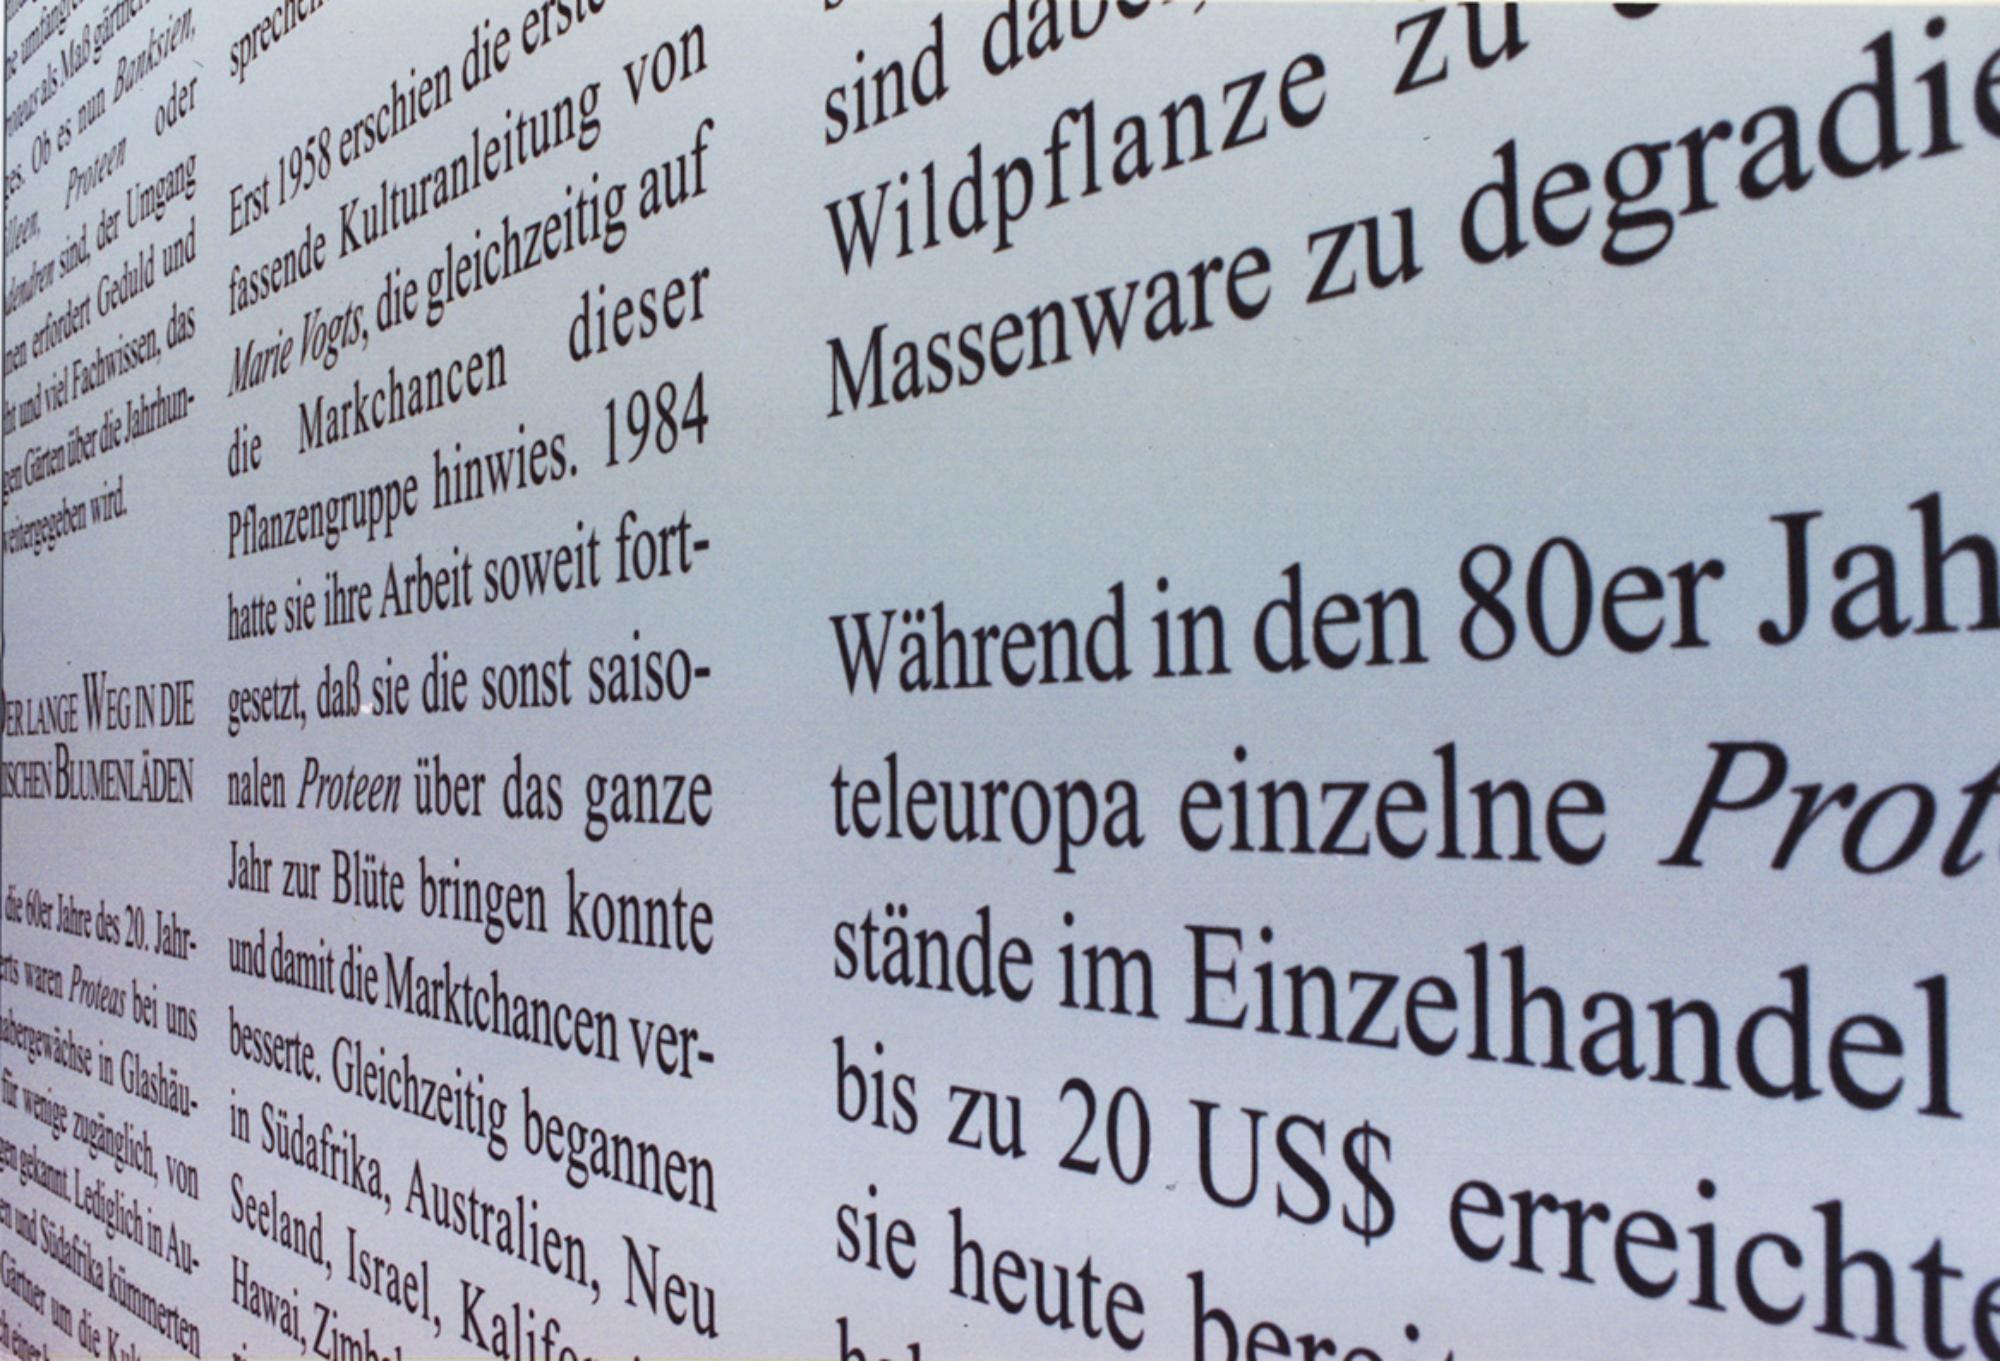 als Maß
Ob es nun Banksien,
Proteen oder
sind, der Umgang
erfordert Geduld und
und viel Fachwissen, das
Gärten über die Jahrhun-
weitergegeben wird.
LANGE WEG IN DIE
BLUMENLÄDEN
die 60er Jahre des 20. Jahr-
waren Proteas bei uns
in Glashäu-
für wenige zugänglich, von
gekannt. Lediglich in Au-
und Südafrika kümmerten
Gärtner um die
Erst 1958 erschien die
fassende Kulturanleitung von
Marie Vogts, die gleichzeitig auf
die Markchancen dieser
Pflanzengruppe hinwies. 1984
hatte sie ihre Arbeit soweit fort-
gesetzt, daß sie die sonst saiso-
nalen Proteen über das ganze
Jahr zur Blüte bringen konnte
und damit die Marktchancen ver-
besserte. Gleichzeitig begannen
in Südafrika, Australien, Neu
Seeland, Israel,
Hawai,
sind
Wildpflanze zu
Massenware zu degradie
Während in den 80er Jah
teleuropa einzelne Prot
stände im Einzelhandel
bis zu 20 US$ erreichte
sie heute